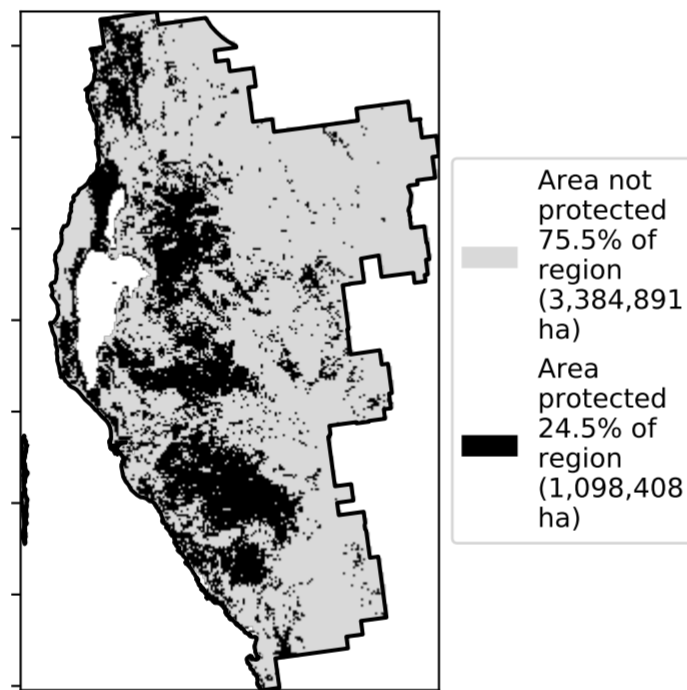 Area not
protected
75.5% of
region
(3,384,891
ha)
Area
protected
24.5% of
region
(1,098,408
ha)